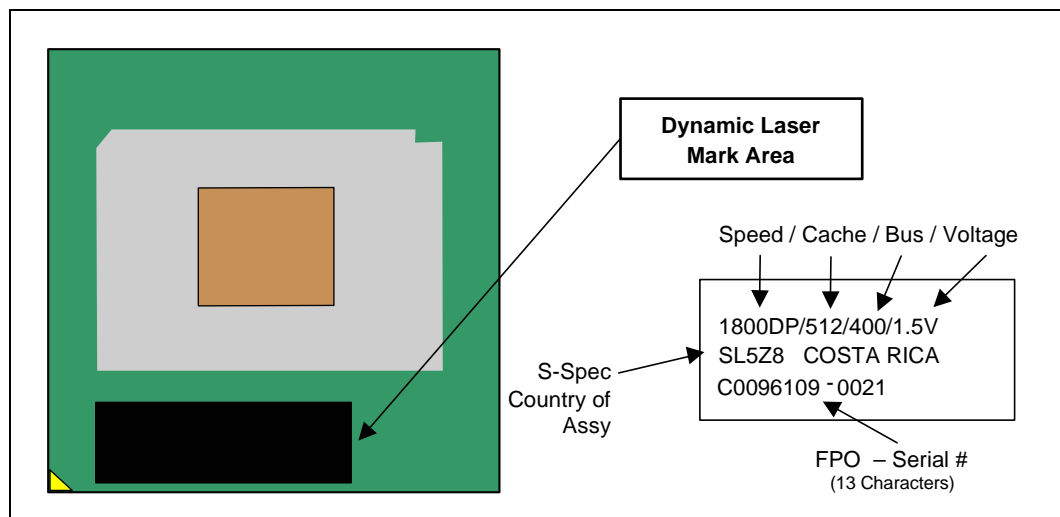 Dynamic Laser
Mark Area
Speed / Cache / Bus / Voltage
1800DP/512/400/1.5V
SL5Z8 COSTA RICA
C0096109 -0021
S-Spec
Country of
Assy
FPO – Serial #
(13 Characters)